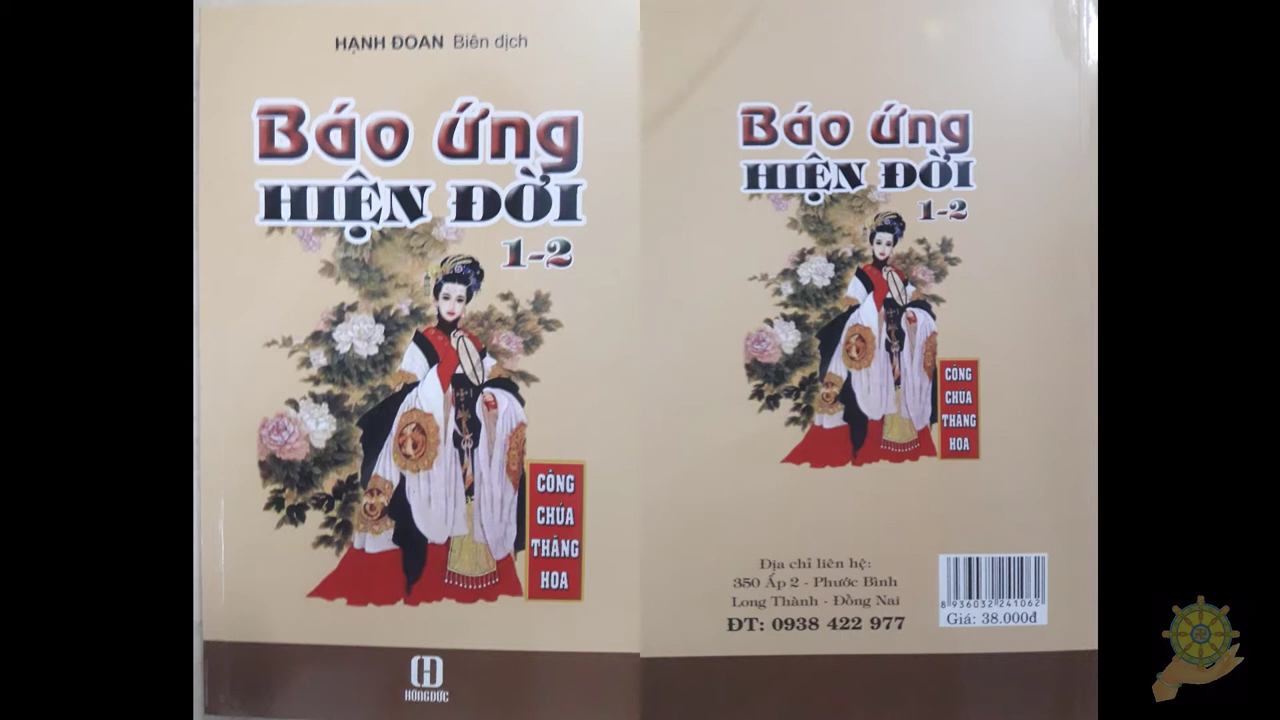 HẠNH ĐOAN Biên dịch
Báo ứng
HIỆN ĐỜI
1-2
CÔNG
CHÚA
THĂNG
HOA
HỒNG ĐỨC
Báo ứng
HIỆN ĐỜI
1-2
CÔNG
CHÚA
THĂNG
HOA
Địa chỉ liên hệ:
350 Ấp 2 - Phước Bình
Long Thành - Đồng Nai
ĐT: 0938 422 977
8 936032 241062
Giá: 38.000đ